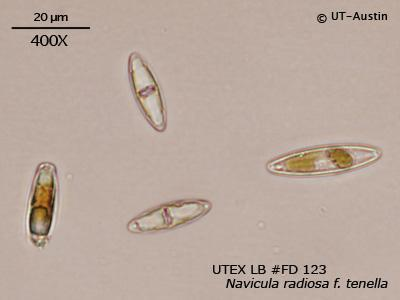 20 µm
© UT-Austin
400X
UTEX LB #FD 123
Navicula radiosa f. tenella